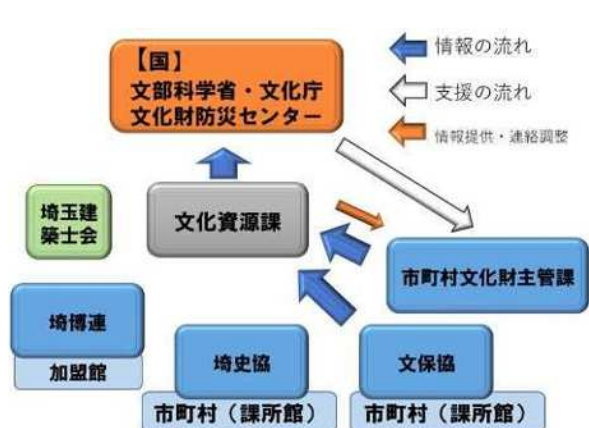 【国】
文部科学省・文化庁
文化財防災センター
情報の流れ
支援の流れ
情報提供・連絡調整
埼玉建
築士会
文化資源課
市町村文化財主管課
埼博連
加盟館
埼史協
市町村（課所館）
文保協
市町村（課所館）